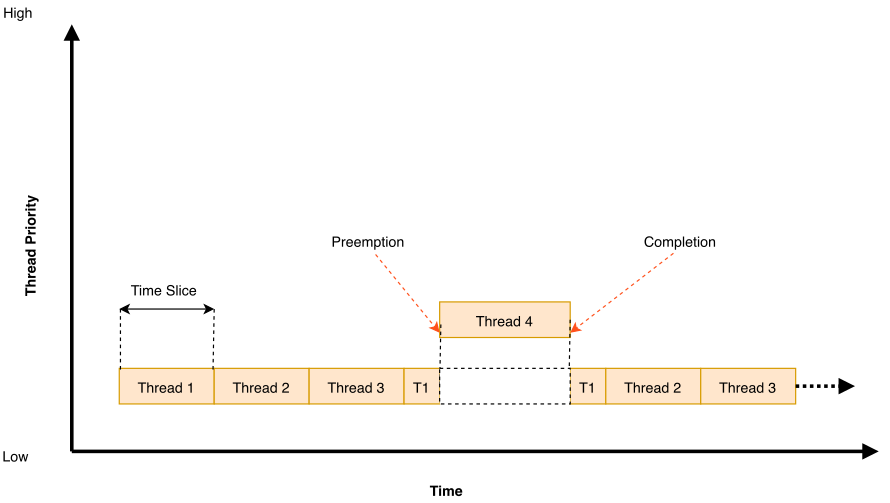 High
Thread Priority
Preemption
Completion
Time Slice
Thread 4
Thread 1
Thread 2
Thread 3
T1
T1
Thread 2
Thread 3
Low
Time